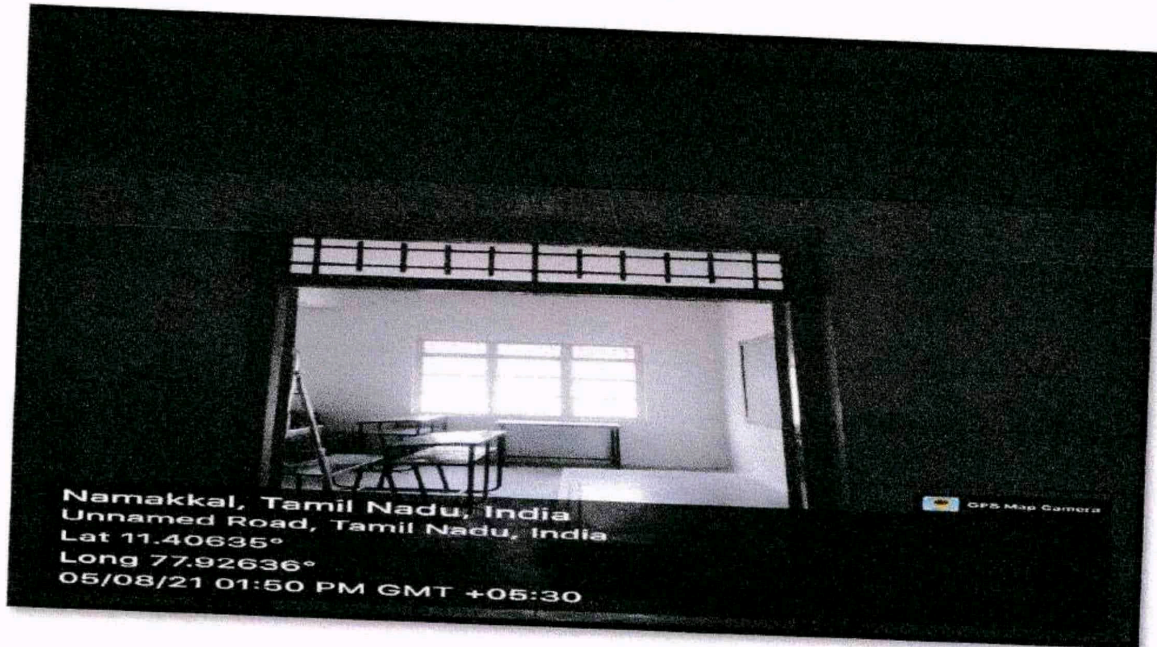 Namakkal, Tamil Nadu, India
Unnamed Road, Tamil Nadu, India
Lat 11.40635°
Long 77.92636°
05/08/21 01:50 PM GMT +05:30
GPS Map Camera